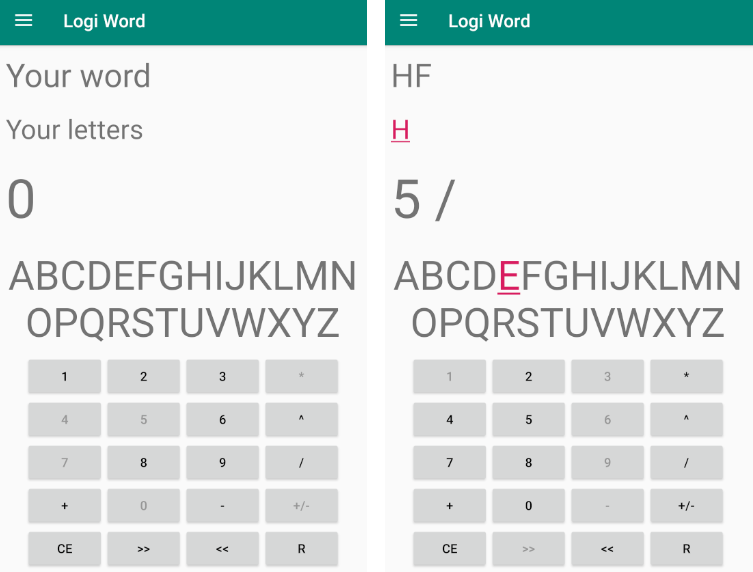 Logi Word
Your word
Your letters
0
ABCDEFGHIJKLMN
OPQRSTUVWXYZ
1 2 3 *
4 5 6 ^
7 8 9 /
+ 0 - +/-
CE >> << R
Logi Word
HF
H
5 /
ABCDEFGHIJKLMN
OPQRSTUVWXYZ
1 2 3 *
4 5 6 ^
7 8 9 /
+ 0 - +/-
CE >> << R